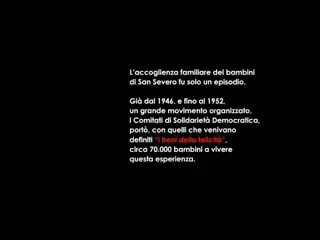 L'accoglienza familiare dei bambini
di San Severo fu solo un episodio.
Già dal 1946, e fino al 1952,
un grande movimento organizzato,
i Comitati di Solidarietà Democratica,
portò, con quelli che venivano
definiti "i treni della felicità",
circa 70.000 bambini a vivere
questa esperienza.